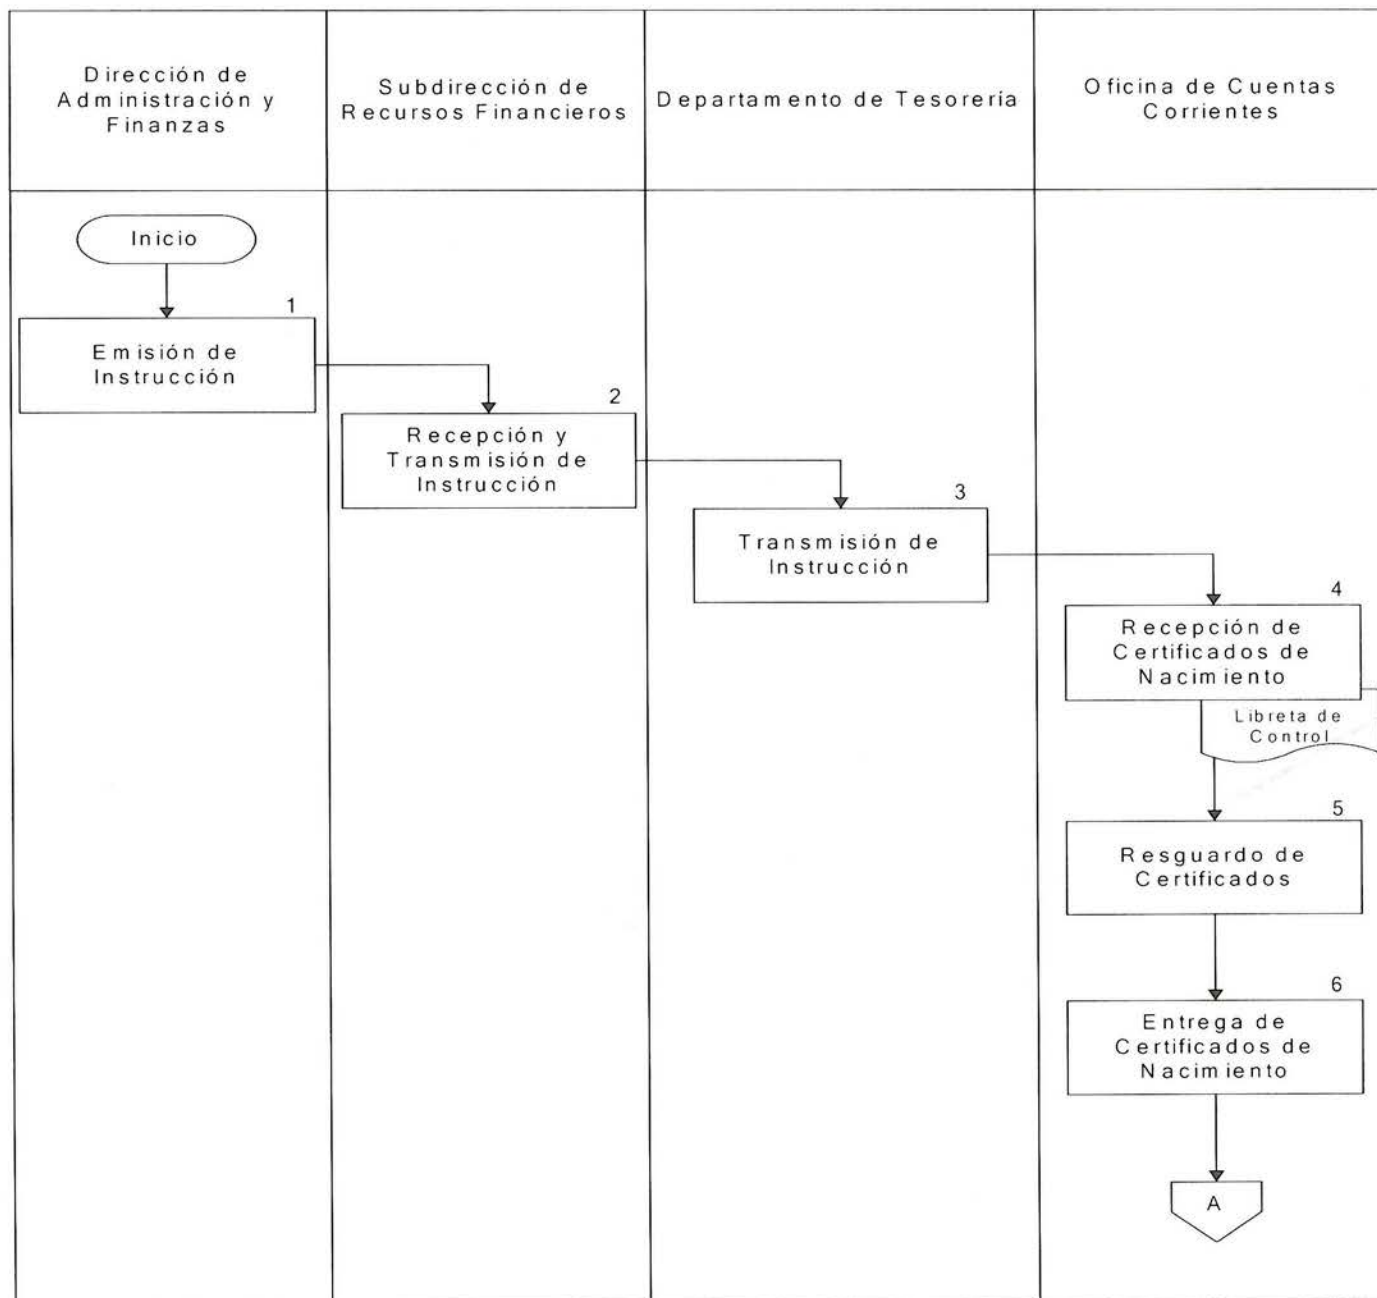 Dirección de
Administración y
Finanzas
Subdirección de
Recursos Financieros
Departamento de Tesorería
Oficina de Cuentas
Corrientes
Inicio
1
Emisión de
Instrucción
2
Recepción y
Transmisión de
Instrucción
3
Transmisión de
Instrucción
4
Recepción de
Certificados de
Nacimiento
Libreta de
Control
5
Resguardo de
Certificados
6
Entrega de
Certificados de
Nacimiento
A